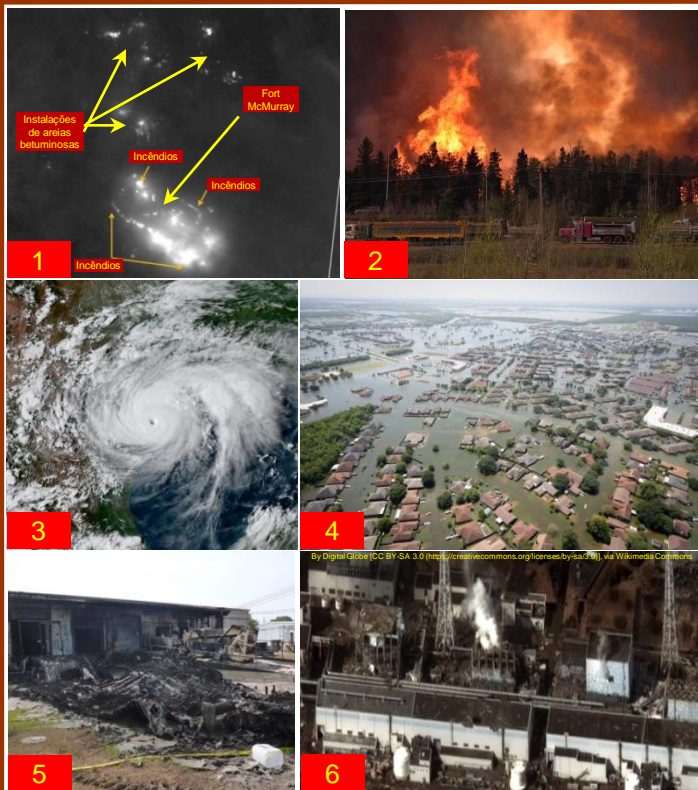 Instalações
de areias
betuminosas
Fort
McMurray
Incêndios
Incêndios
Incêndios
1
2
3
4
By Digital Globe [CC BY-SA 3.0 (https://creativecommons.org/licenses/by-sa/3.0)], via Wikimedia Commons
5
6